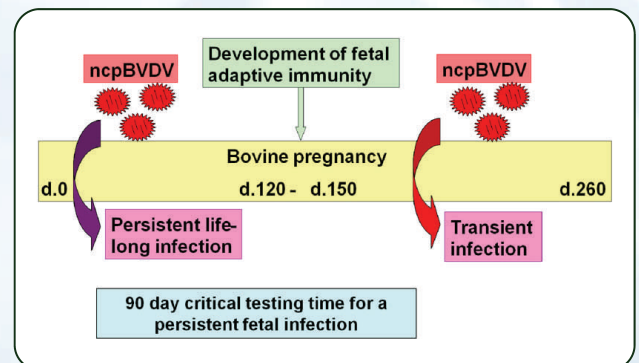 ncpBVDV
Development of fetal
adaptive immunity
ncpBVDV
Bovine pregnancy
d.0
d.120 - d.150
d.260
Persistent life-
long infection
Transient
infection
90 day critical testing time for a
persistent fetal infection